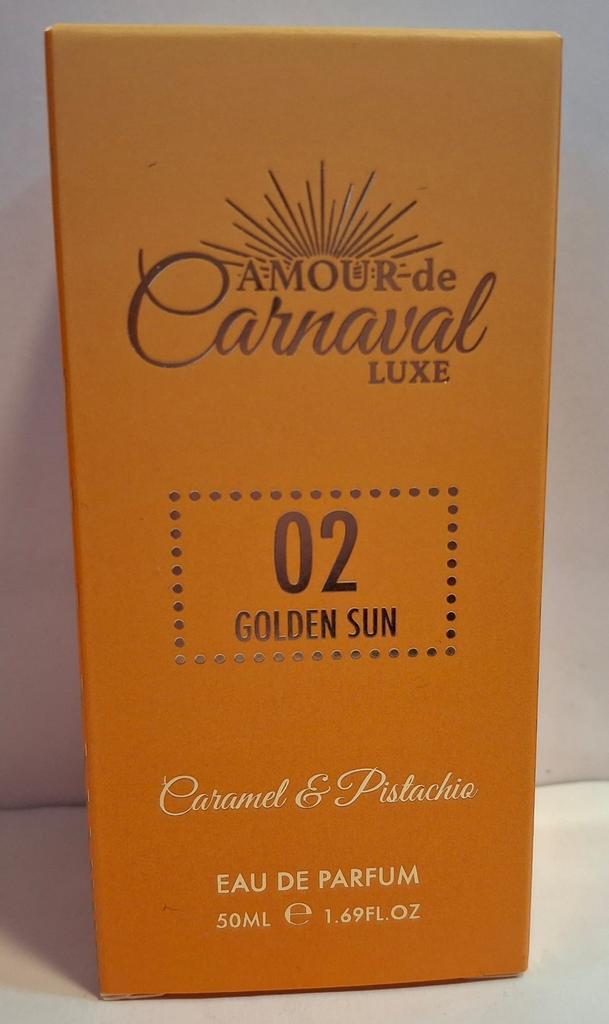 AMOUR-de
Carnaval
LUXE
02
GOLDEN SUN
Caramel & Pistachio
EAU DE PARFUM
50ML ℮ 1.69FL.OZ